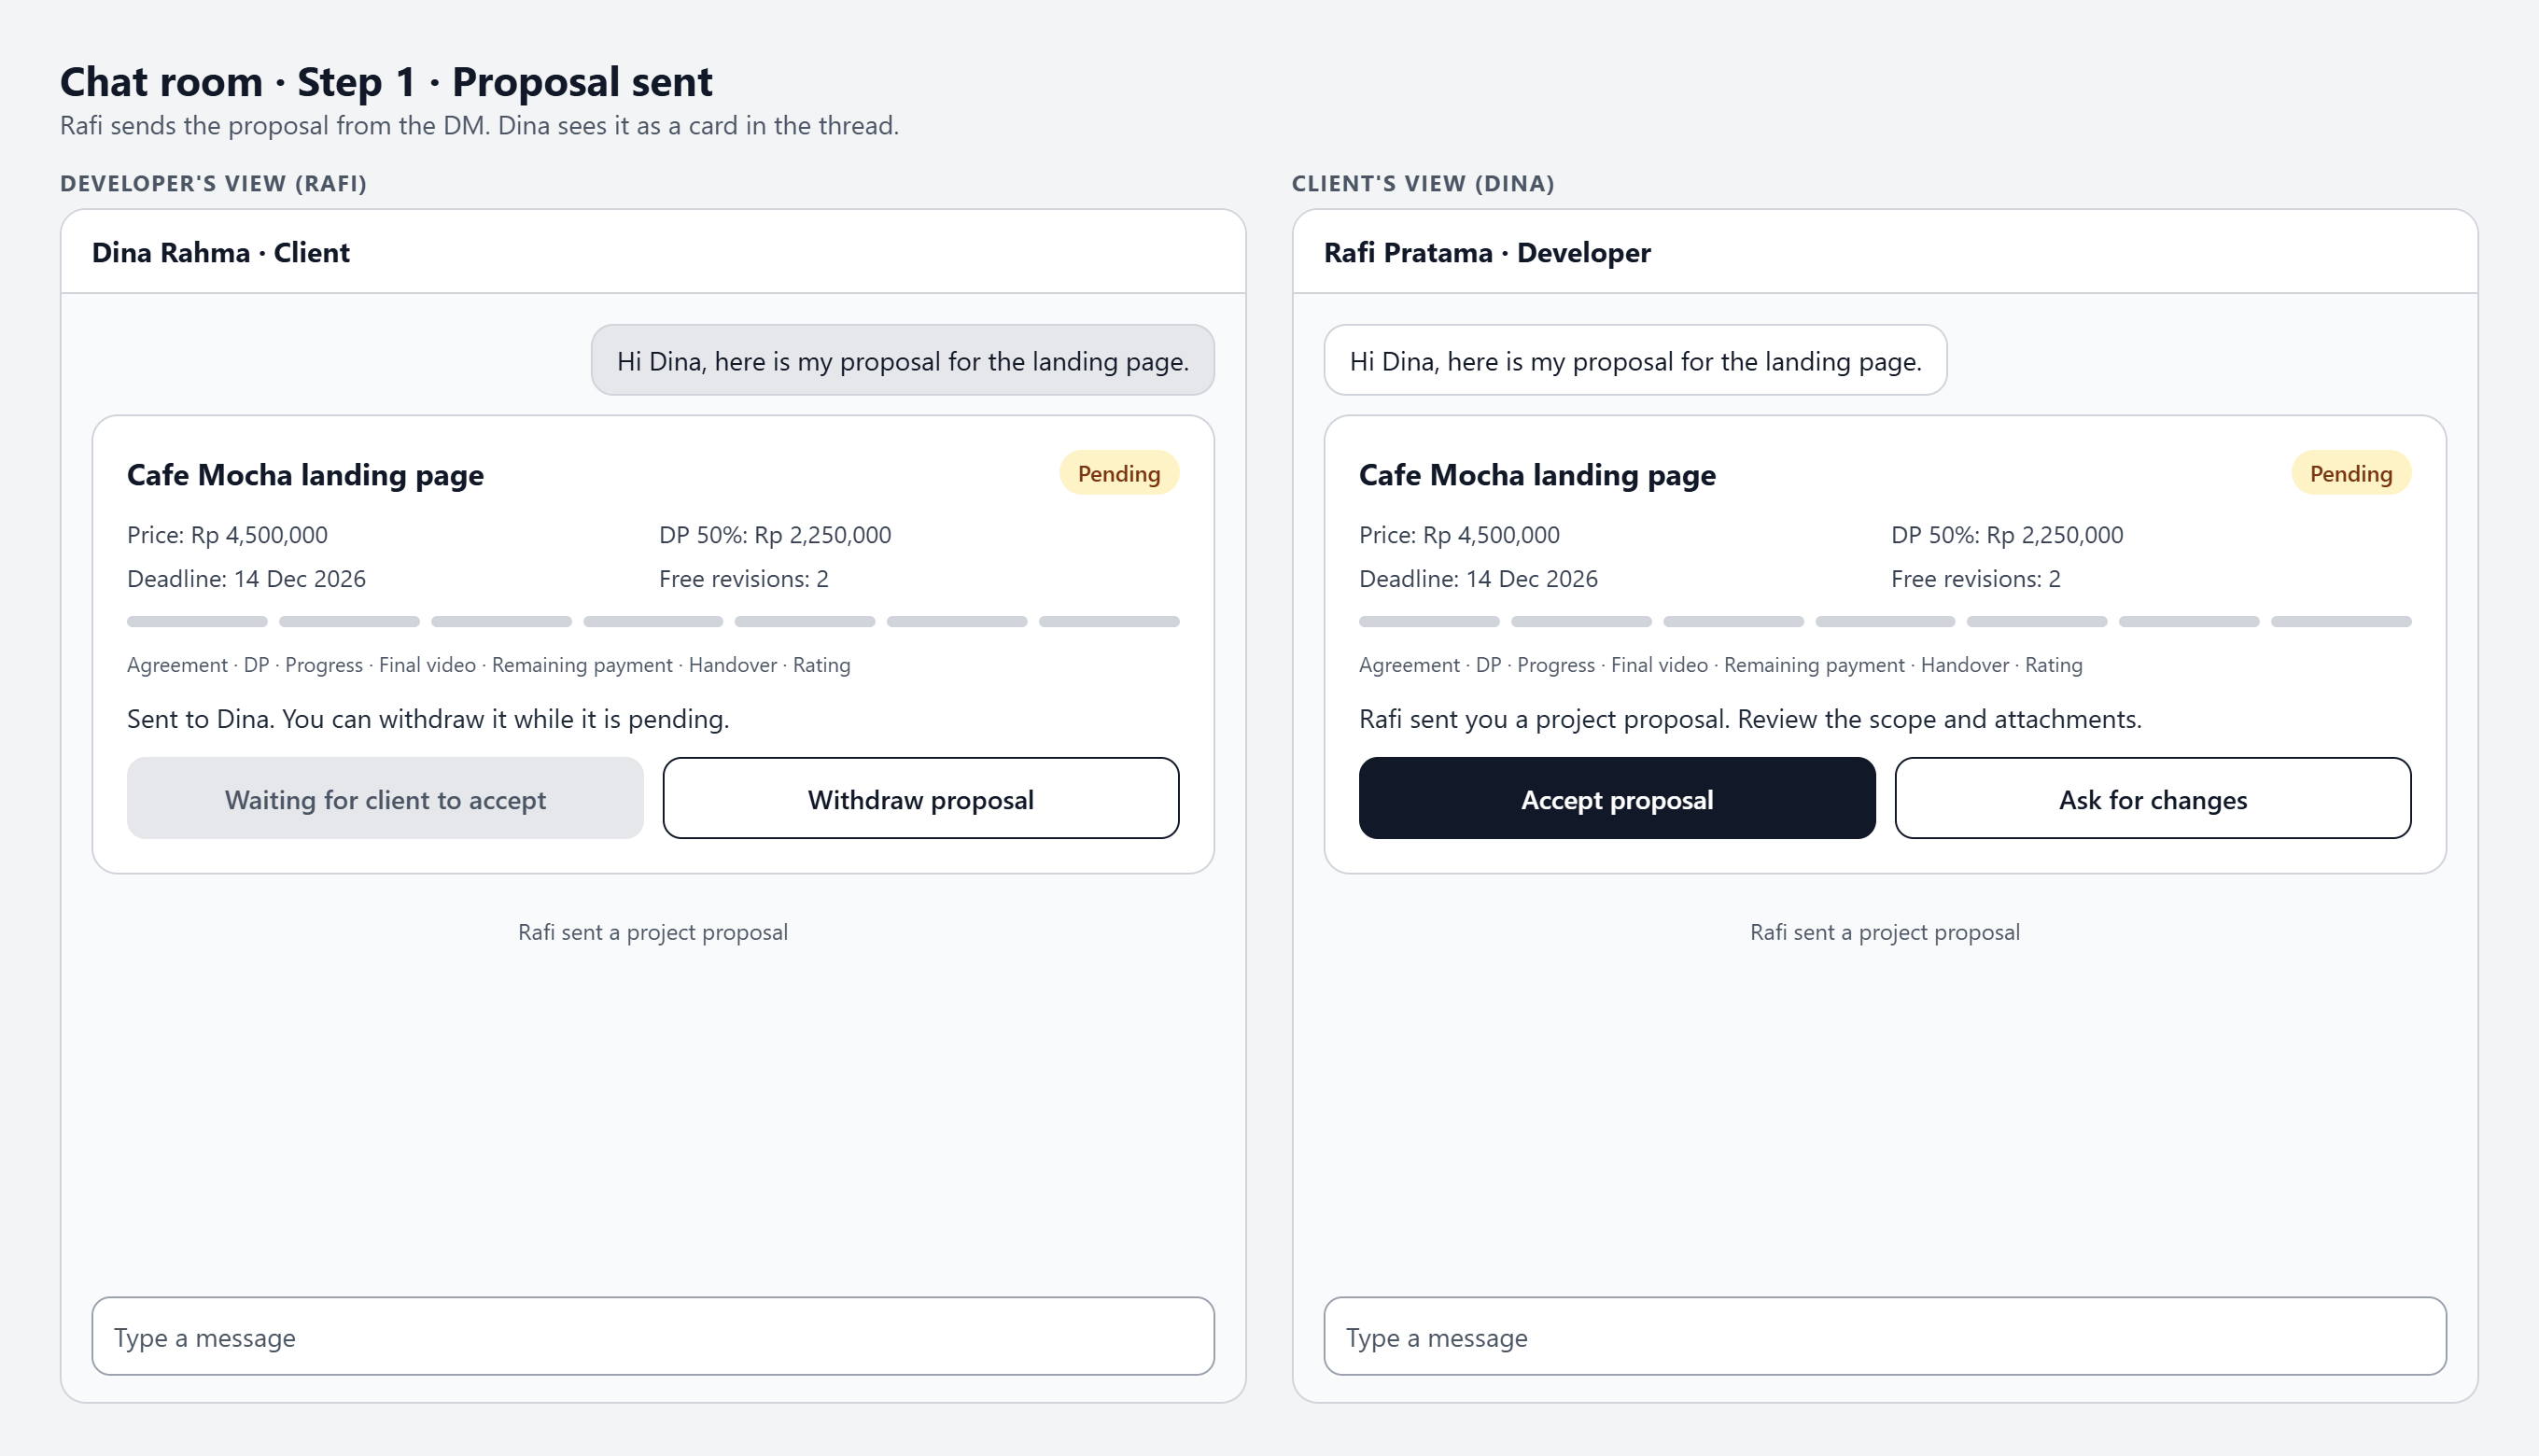 Chat room · Step 1 · Proposal sent
Rafi sends the proposal from the DM. Dina sees it as a card in the thread.
DEVELOPER'S VIEW (RAFI)
Dina Rahma · Client
Hi Dina, here is my proposal for the landing page.
Cafe Mocha landing page
Pending
Price: Rp 4,500,000
DP 50%: Rp 2,250,000
Deadline: 14 Dec 2026
Free revisions: 2
Agreement · DP · Progress · Final video · Remaining payment · Handover · Rating
Sent to Dina. You can withdraw it while it is pending.
Waiting for client to accept
Withdraw proposal
Rafi sent a project proposal
Type a message
CLIENT'S VIEW (DINA)
Rafi Pratama · Developer
Hi Dina, here is my proposal for the landing page.
Cafe Mocha landing page
Pending
Price: Rp 4,500,000
DP 50%: Rp 2,250,000
Deadline: 14 Dec 2026
Free revisions: 2
Agreement · DP · Progress · Final video · Remaining payment · Handover · Rating
Rafi sent you a project proposal. Review the scope and attachments.
Accept proposal
Ask for changes
Rafi sent a project proposal
Type a message